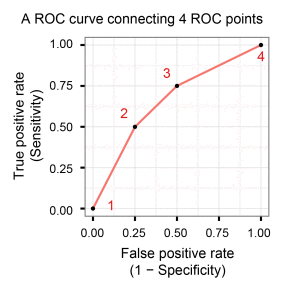 A ROC curve connecting 4 ROC points
1.00
0.75
0.50
0.25
0.00
True positive rate
(Sensitivity)
1
2
3
4
0.00 0.25 0.50 0.75 1.00
False positive rate
(1 − Specificity)